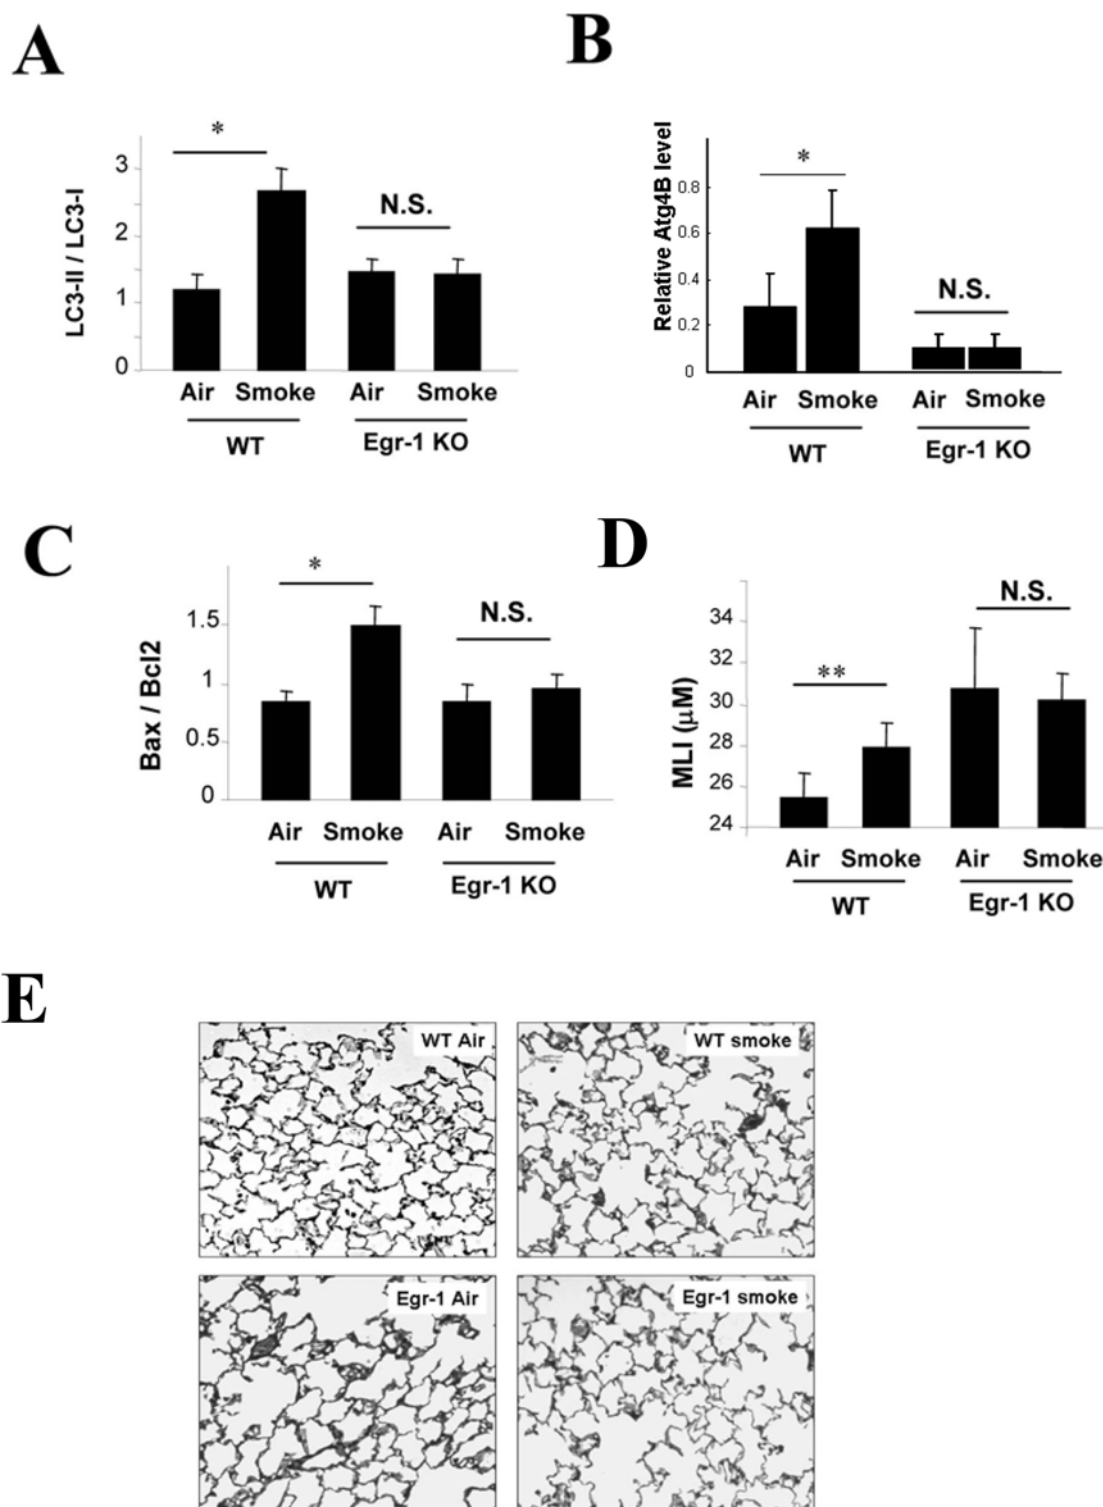 A
B
*
LC3-II / LC3-I
3
2
1
0
N.S.
Air Smoke Air Smoke
WT Egr-1 KO
*
Relative Atg4B level
0.8
0.6
0.4
0.2
0
N.S.
Air Smoke Air Smoke
WT Egr-1 KO
C
D
*
Bax / Bcl2
1.5
1
0.5
0
N.S.
Air Smoke Air Smoke
WT Egr-1 KO
**
MLI (μM)
34
32
30
28
26
24
N.S.
Air Smoke Air Smoke
WT Egr-1 KO
E
WT Air
WT smoke
Egr-1 Air
Egr-1 smoke